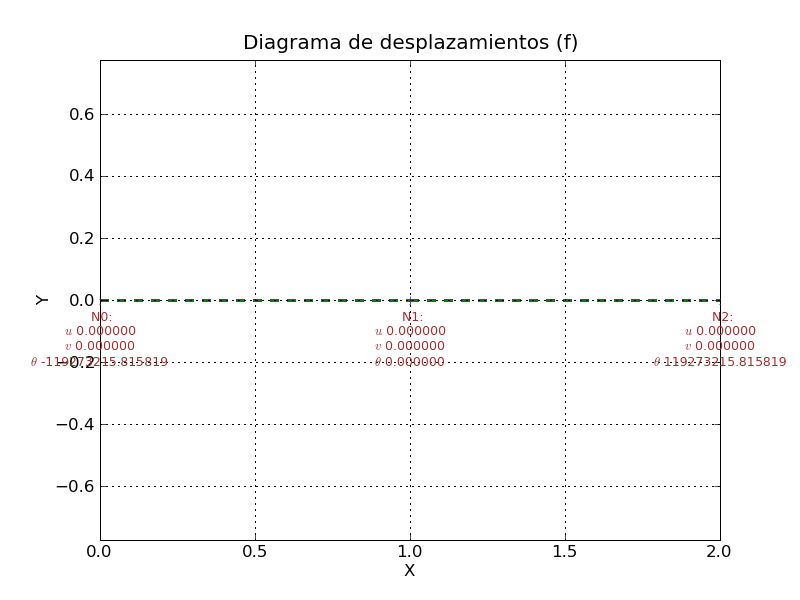 Diagrama de desplazamientos (f)
0.6
0.4
0.2
0.0
Y
N0:
u 0.000000
v 0.000000
θ -119273215.815819
N1:
u 0.000000
v 0.000000
θ 0.000000
N2:
u 0.000000
v 0.000000
θ 119273215.815819
−0.2
−0.4
−0.6
0.0 0.5 1.0 1.5 2.0
X